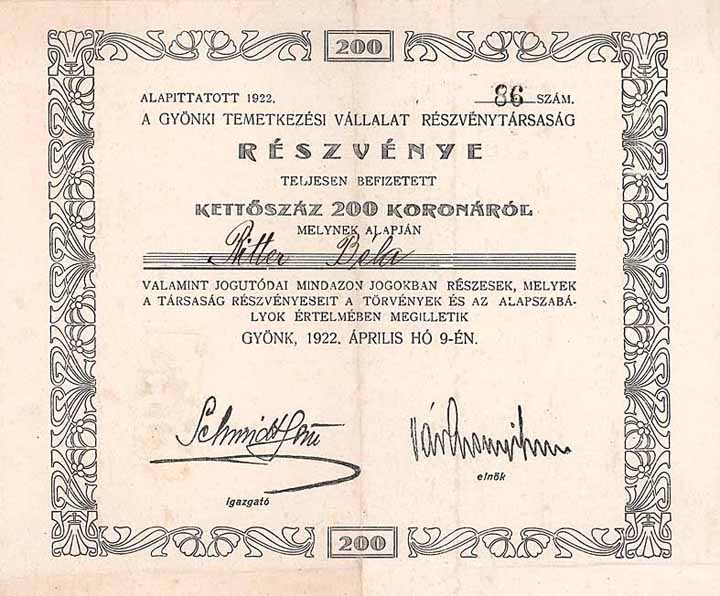 200
ALAPITTATOTT 1922. 86 SZÁM.
A GYÖNKI TEMETKEZÉSI VÁLLALAT RÉSZVÉNYTÁRSASÁG
RÉSZVÉNYE
TELJESEN BEFIZETETT
KETTŐSZÁZ 200 KORONÁRÓL
MELYNEK ALAPJÁN
Ritter Béla
VALAMINT JOGUTÓDAI MINDAZON JOGOKBAN RÉSZESEK, MELYEK
A TÁRSASÁG RÉSZVÉNYESEIT A TÖRVÉNYEK ÉS AZ ALAPSZABÁ-
LYOK ÉRTELMÉBEN MEGILLETIK
GYÖNK, 1922. ÁPRILIS HÓ 9-ÉN.
Schmidt
igazgató
elnök
200